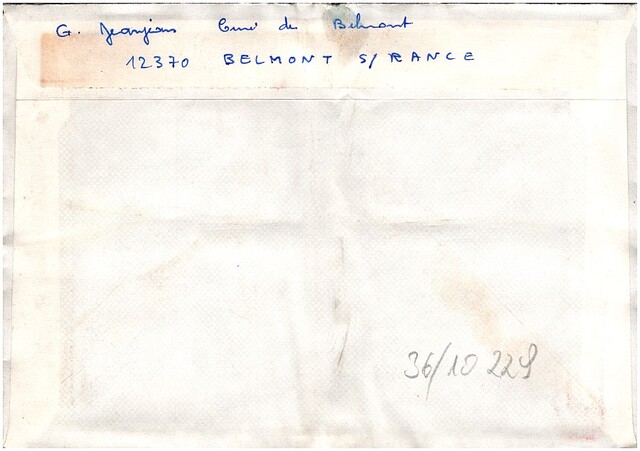 G. Jeanjean Curé de Belmont
12370 BELMONT S/RANCE
36/10 229